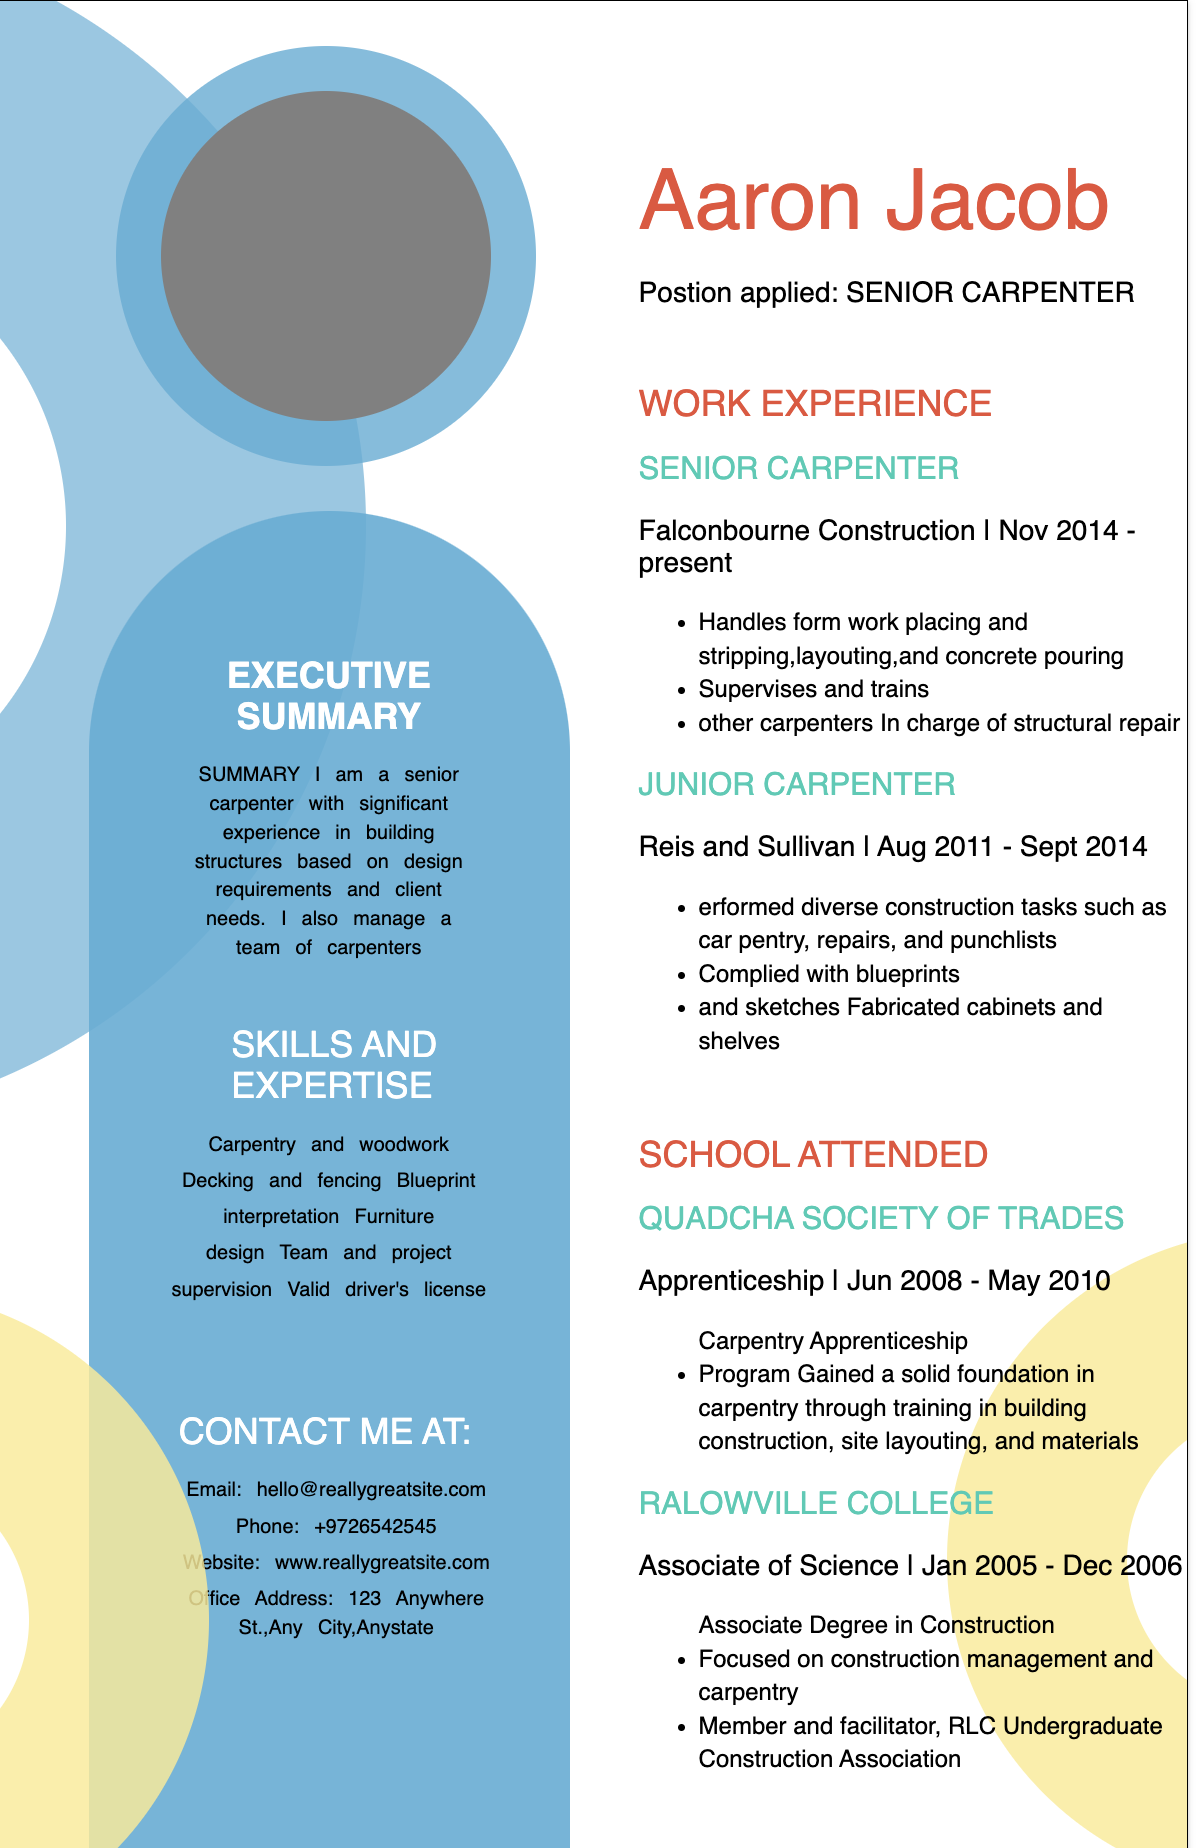 Aaron Jacob
Postion applied: SENIOR CARPENTER
WORK EXPERIENCE
SENIOR CARPENTER
Falconbourne Construction | Nov 2014 -
present
• Handles form work placing and
stripping,layouting,and concrete pouring
• Supervises and trains
• other carpenters In charge of structural repair
JUNIOR CARPENTER
Reis and Sullivan | Aug 2011 - Sept 2014
• erformed diverse construction tasks such as
car pentry, repairs, and punchlists
• Complied with blueprints
• and sketches Fabricated cabinets and
shelves
SCHOOL ATTENDED
QUADCHA SOCIETY OF TRADES
Apprenticeship | Jun 2008 - May 2010
Carpentry Apprenticeship
• Program Gained a solid foundation in
carpentry through training in building
construction, site layouting, and materials
RALOWVILLE COLLEGE
Associate of Science | Jan 2005 - Dec 2006
Associate Degree in Construction
• Focused on construction management and
carpentry
• Member and facilitator, RLC Undergraduate
Construction Association
EXECUTIVE
SUMMARY
SUMMARY I am a senior
carpenter with significant
experience in building
structures based on design
requirements and client
needs. I also manage a
team of carpenters
SKILLS AND
EXPERTISE
Carpentry and woodwork
Decking and fencing Blueprint
interpretation Furniture
design Team and project
supervision Valid driver's license
CONTACT ME AT:
Email: hello@reallygreatsite.com
Phone: +9726542545
Website: www.reallygreatsite.com
Office Address: 123 Anywhere
St.,Any City,Anystate